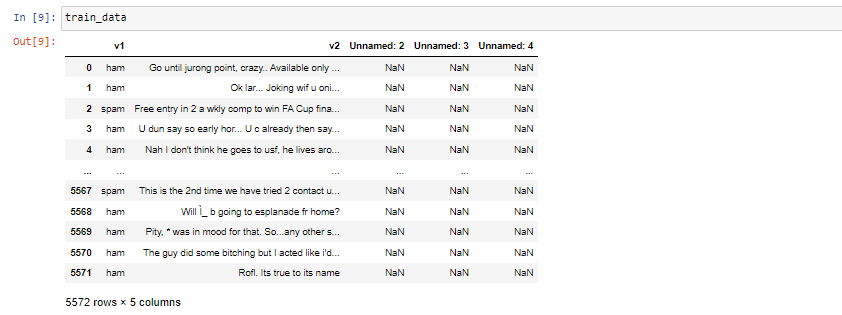 In [9]: train_data
Out[9]:
v1 v2 Unnamed: 2 Unnamed: 3 Unnamed: 4
0 ham Go until jurong point, crazy.. Available only ... NaN NaN NaN
1 ham Ok lar... Joking wif u oni... NaN NaN NaN
2 spam Free entry in 2 a wkly comp to win FA Cup fina... NaN NaN NaN
3 ham U dun say so early hor... U c already then say... NaN NaN NaN
4 ham Nah I don't think he goes to usf, he lives aro... NaN NaN NaN
... ... ... ... ... ...
5567 spam This is the 2nd time we have tried 2 contact u... NaN NaN NaN
5568 ham Will Ì_ b going to esplanade fr home? NaN NaN NaN
5569 ham Pity, * was in mood for that. So...any other s... NaN NaN NaN
5570 ham The guy did some bitching but I acted like i'd... NaN NaN NaN
5571 ham Rofl. Its true to its name NaN NaN NaN
5572 rows × 5 columns